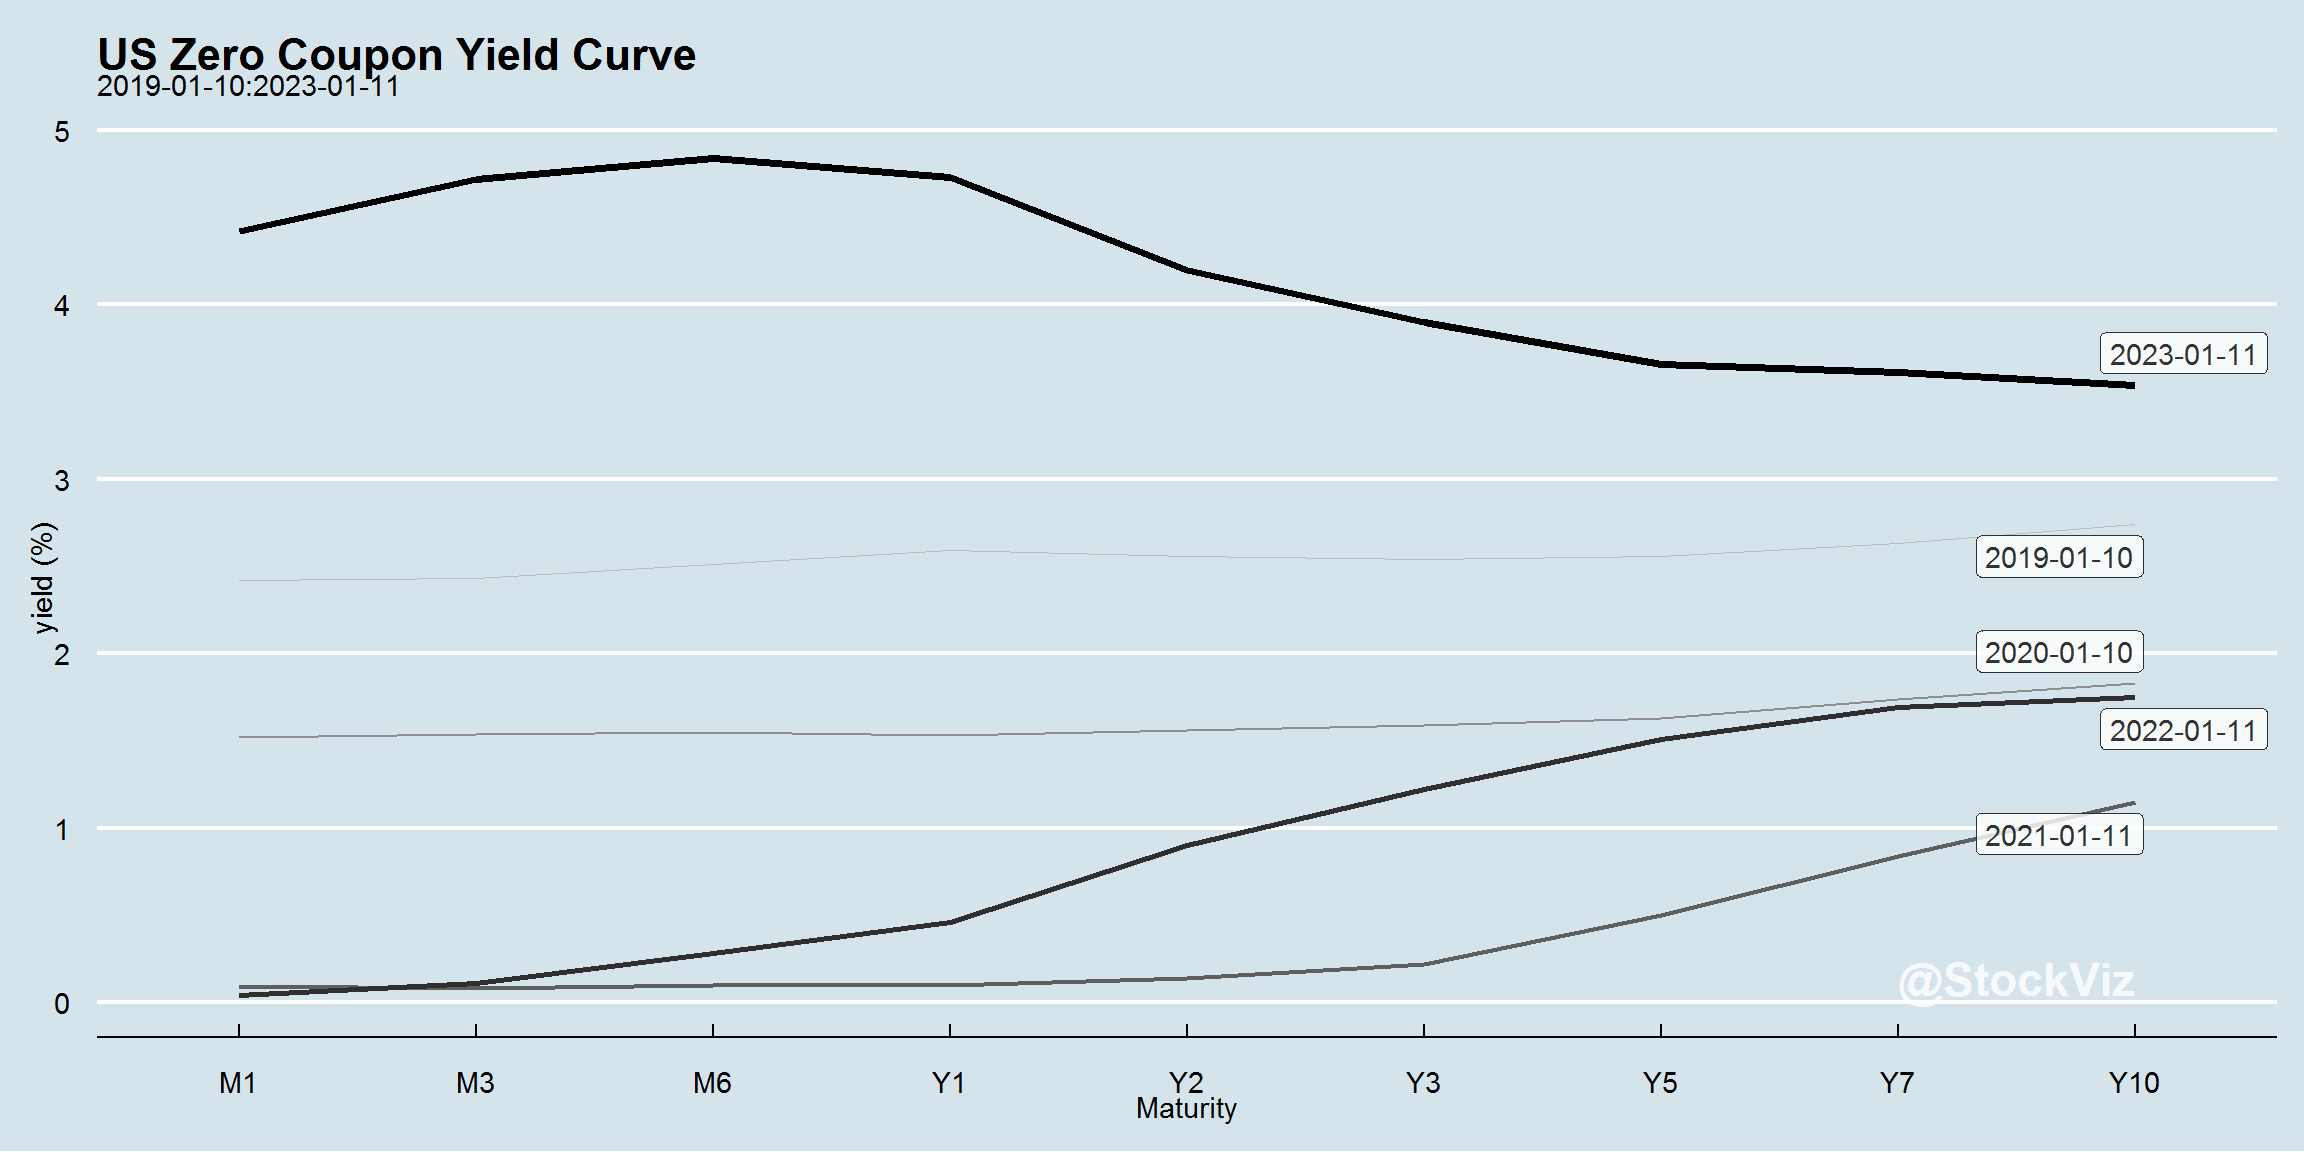 US Zero Coupon Yield Curve
2019-01-10:2023-01-11
5
4
3
2
1
0
yield (%)
2023-01-11
2019-01-10
2020-01-10
2022-01-11
2021-01-11
@StockViz
M1 M3 M6 Y1 Y2 Y3 Y5 Y7 Y10
Maturity